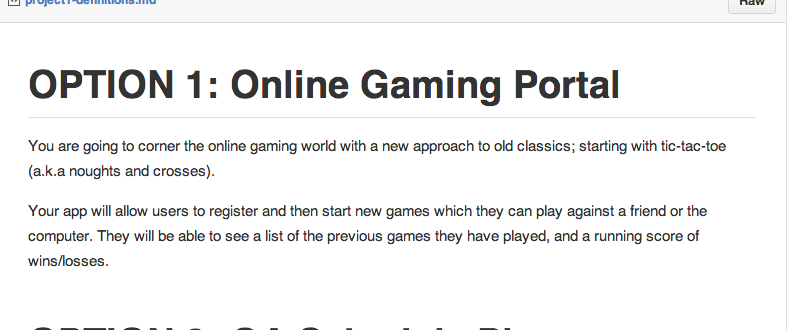 project1-definitions.md
Raw
OPTION 1: Online Gaming Portal
You are going to corner the online gaming world with a new approach to old classics; starting with tic-tac-toe
(a.k.a noughts and crosses).
Your app will allow users to register and then start new games which they can play against a friend or the
computer. They will be able to see a list of the previous games they have played, and a running score of
wins/losses.